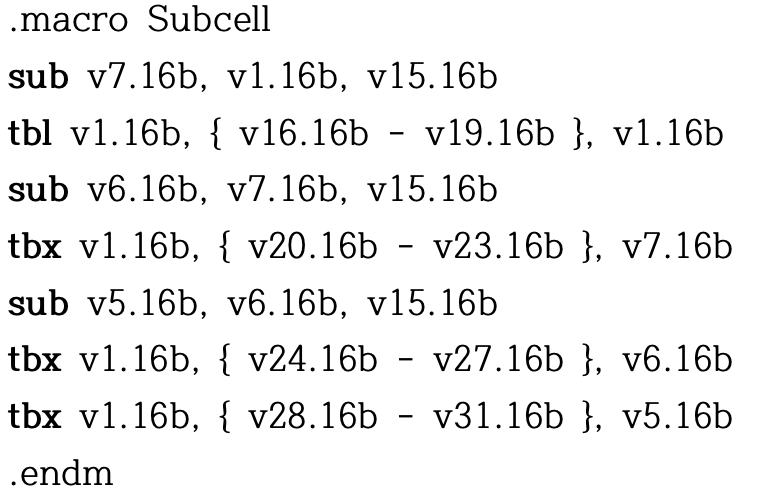 .macro Subcell
sub v7.16b, v1.16b, v15.16b
tbl v1.16b, { v16.16b - v19.16b }, v1.16b
sub v6.16b, v7.16b, v15.16b
tbx v1.16b, { v20.16b - v23.16b }, v7.16b
sub v5.16b, v6.16b, v15.16b
tbx v1.16b, { v24.16b - v27.16b }, v6.16b
tbx v1.16b, { v28.16b - v31.16b }, v5.16b
.endm